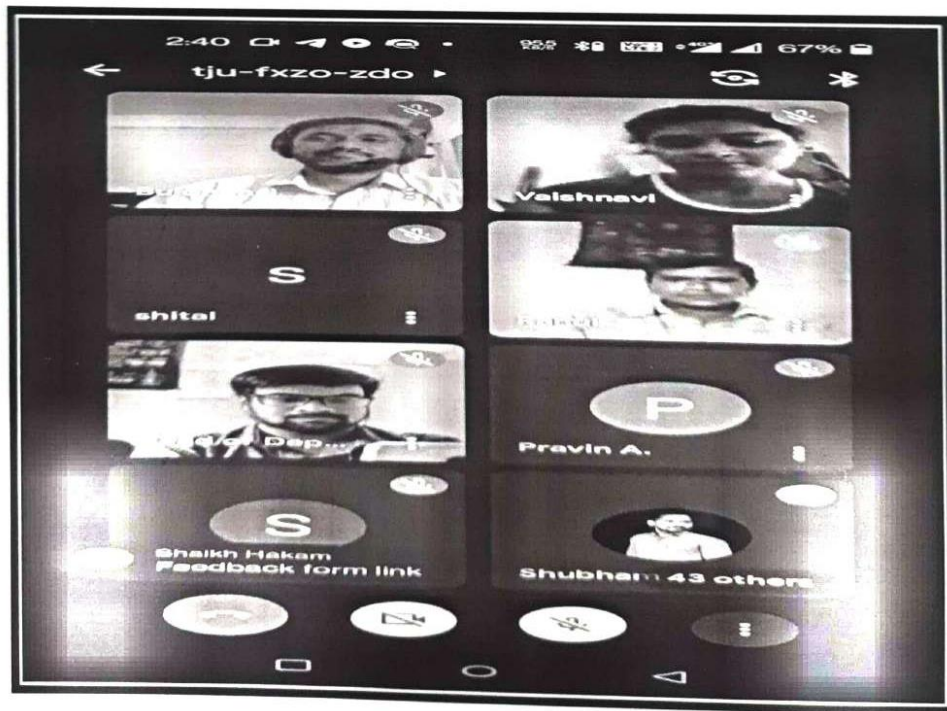 2:40 67%
tju-fxzo-zdo
Vaishnavi
S
shital
P
Pravin A.
S
Shaikh Hakam
Feedback form link
Shubham 43 others